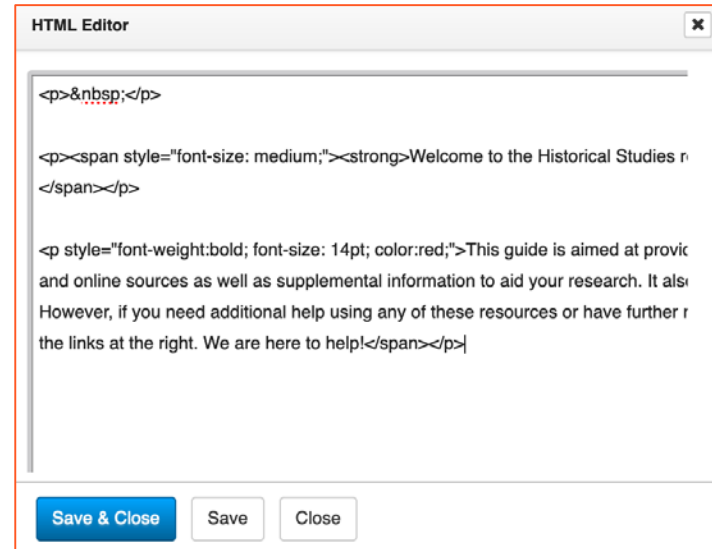 HTML Editor
<p>&nbsp;</p>
<p><span style="font-size: medium;"><strong>Welcome to the Historical Studies
</span></p>
<p style="font-weight:bold; font-size: 14pt; color:red;">This guide is aimed at
and online sources as well as supplemental information to aid your research. It
However, if you need additional help using any of these resources or have further
the links at the right. We are here to help!</span></p>
Save & Close
Save
Close